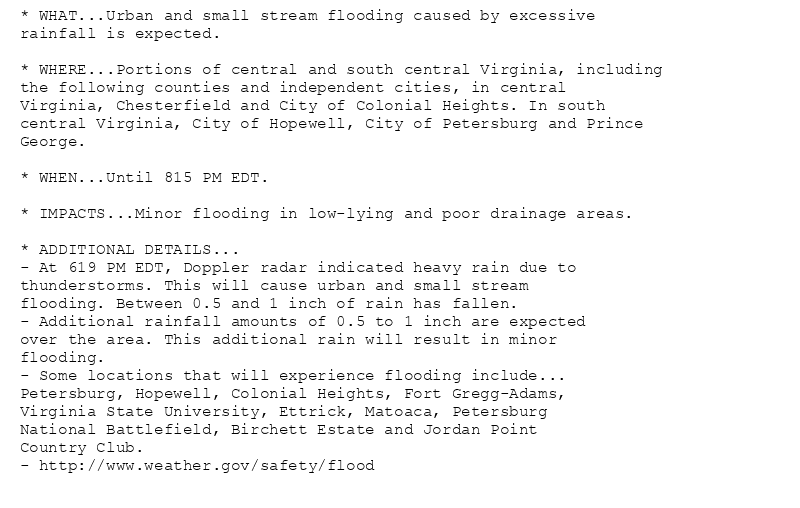 * WHAT...Urban and small stream flooding caused by excessive
rainfall is expected.
* WHERE...Portions of central and south central Virginia, including
the following counties and independent cities, in central
Virginia, Chesterfield and City of Colonial Heights. In south
central Virginia, City of Hopewell, City of Petersburg and Prince
George.
* WHEN...Until 815 PM EDT.
* IMPACTS...Minor flooding in low-lying and poor drainage areas.
* ADDITIONAL DETAILS...
- At 619 PM EDT, Doppler radar indicated heavy rain due to
thunderstorms. This will cause urban and small stream
flooding. Between 0.5 and 1 inch of rain has fallen.
- Additional rainfall amounts of 0.5 to 1 inch are expected
over the area. This additional rain will result in minor
flooding.
- Some locations that will experience flooding include...
Petersburg, Hopewell, Colonial Heights, Fort Gregg-Adams,
Virginia State University, Ettrick, Matoaca, Petersburg
National Battlefield, Birchett Estate and Jordan Point
Country Club.
- http://www.weather.gov/safety/flood